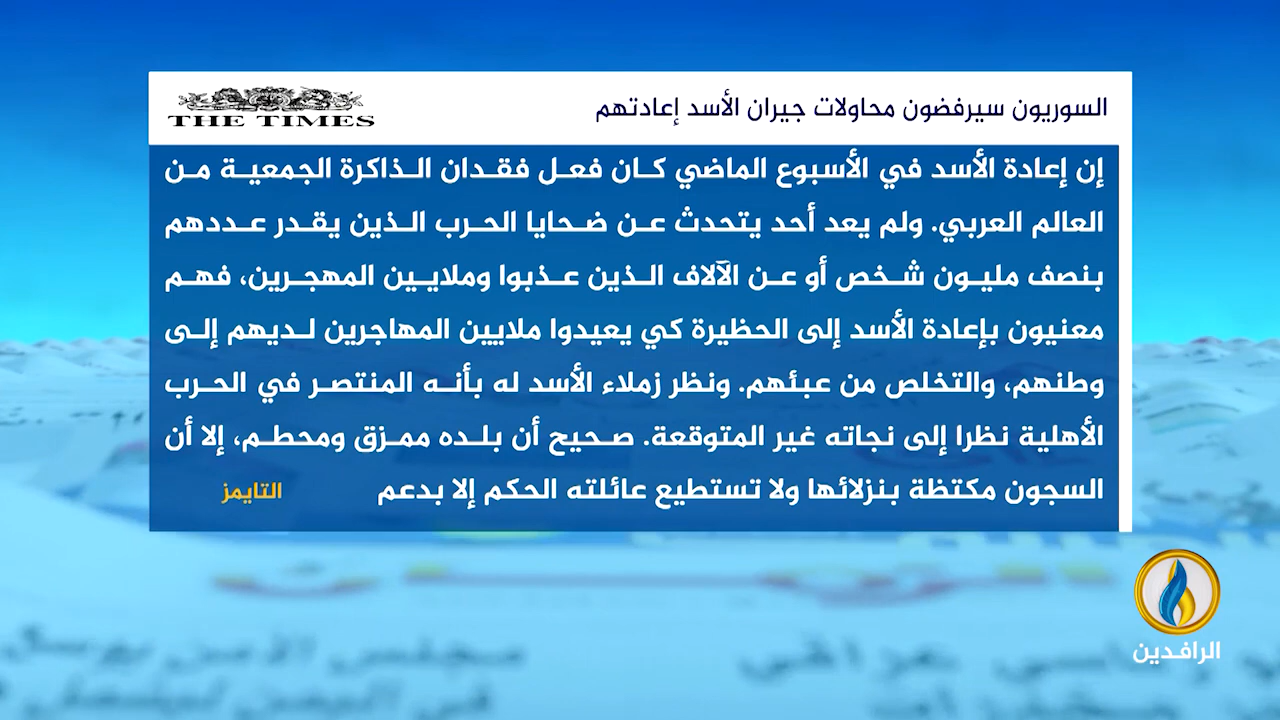 THE TIMES
السوريون سيرفضون محاولات جيران الأسد إعادتهم
إن إعادة الأسد في الأسبوع الماضي كان فعل فقدان الذاكرة الجمعية من
العالم العربي. ولم يعد أحد يتحدث عن ضحايا الحرب الذين يقدر عددهم
بنصف مليون شخص أو عن الآلاف الذين عذبوا وملايين المهجرين، فهم
معنيون بإعادة الأسد إلى الحظيرة كي يعيدوا ملايين المهاجرين لديهم إلى
وطنهم، والتخلص من عبئهم. ونظر زملاء الأسد له بأنه المنتصر في الحرب
الأهلية نظرا إلى نجاته غير المتوقعة. صحيح أن بلده ممزق ومحطم، إلا أن
السجون مكتظة بنزلائها ولا تستطيع عائلته الحكم إلا بدعم
التايمز
الرافدين
مجلس الأمن
في اليمن